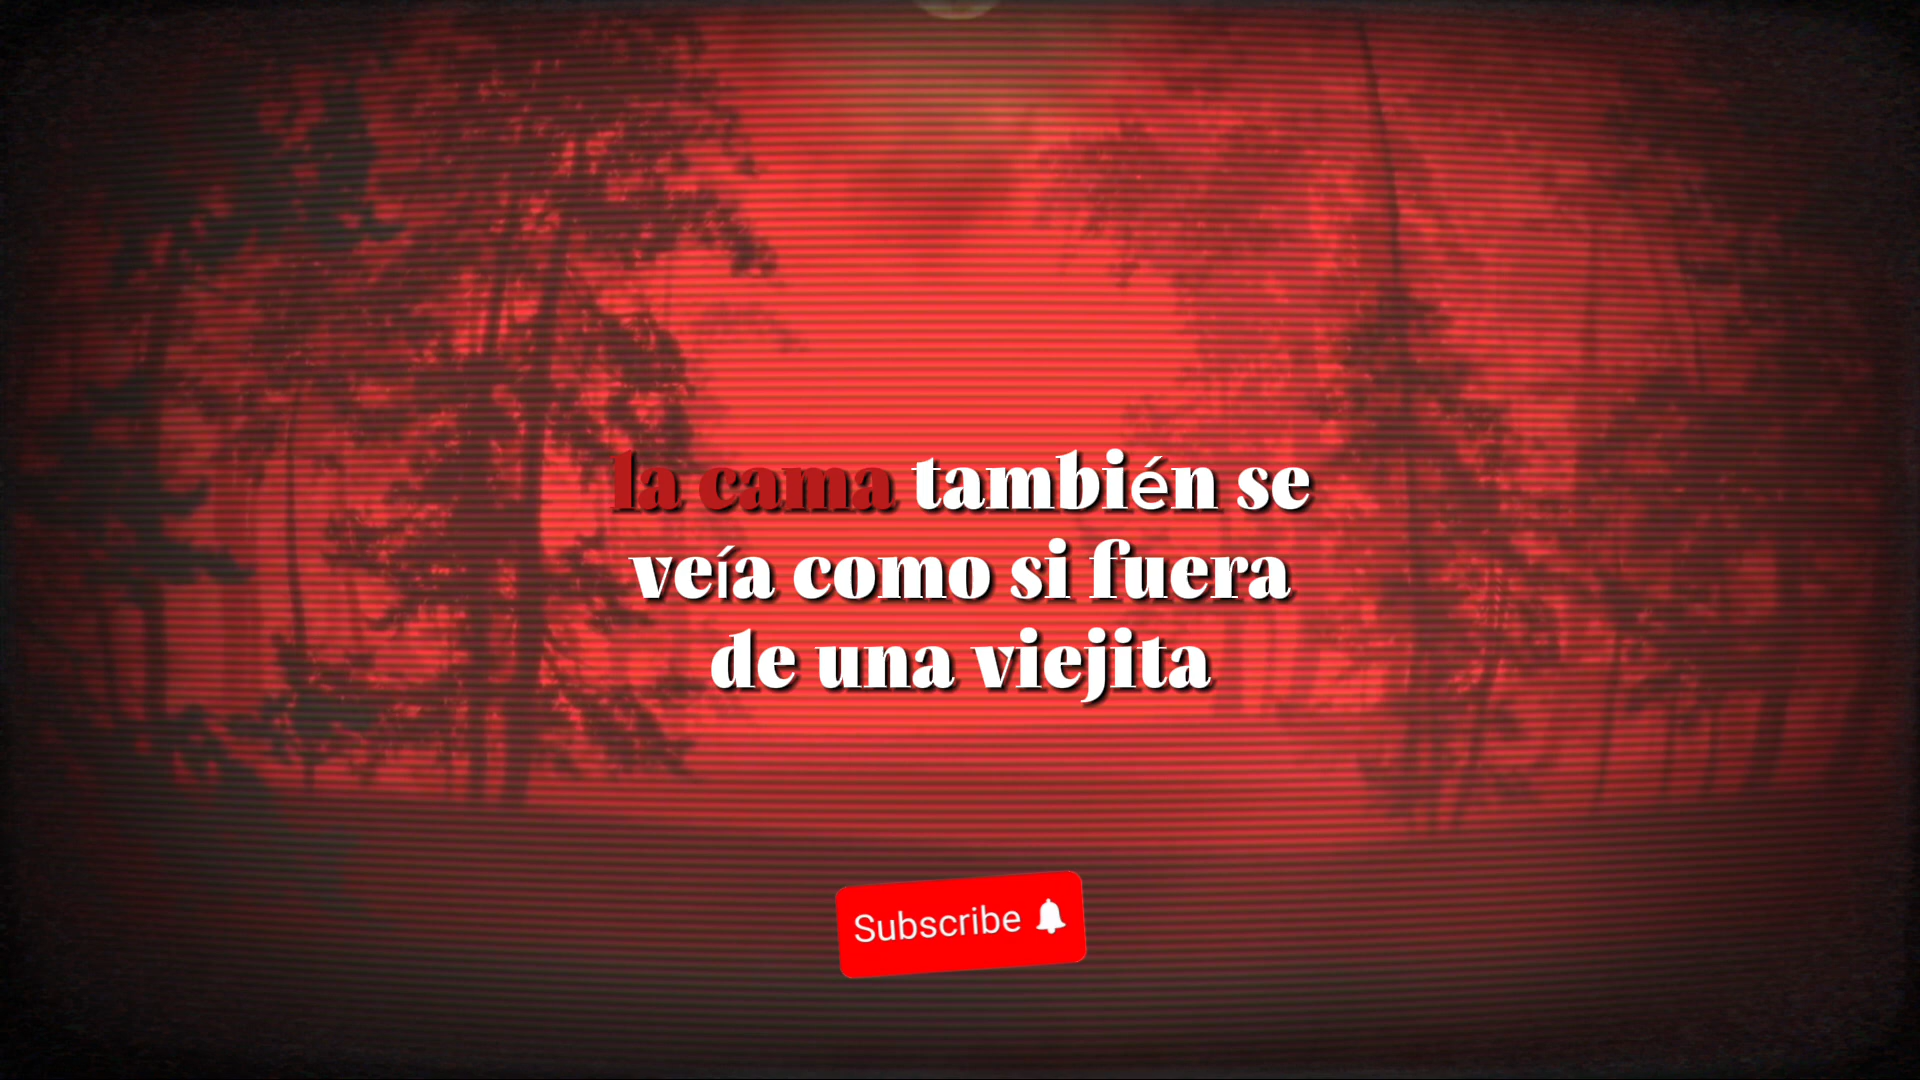 la cama también se
veía como si fuera
de una viejita
Subscribe